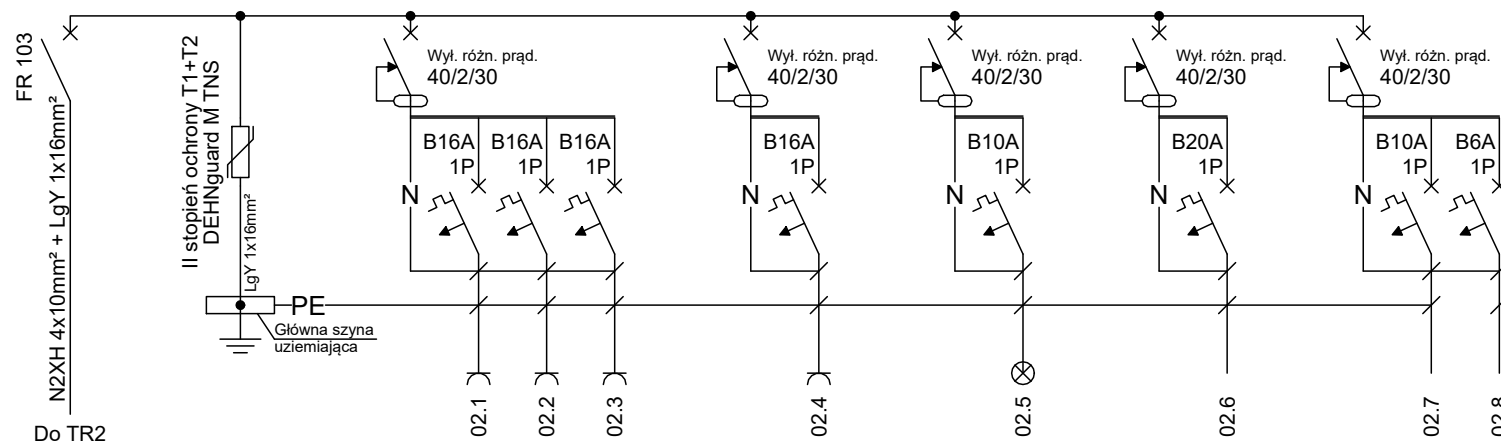 FR 103
N2XH 4x10mm² + LgY 1x16mm²
Do TR2
II stopień ochrony T1+T2
DEHNguard M TNS
LgY 1x16mm²
PE
Główna szyna
uziemiająca
Wył. różn. prąd.
40/2/30
B16A
1P
B16A
1P
B16A
1P
N
02.1
02.2
02.3
Wył. różn. prąd.
40/2/30
B16A
1P
N
02.4
Wył. różn. prąd.
40/2/30
B10A
1P
N
02.5
Wył. różn. prąd.
40/2/30
B20A
1P
N
02.6
Wył. różn. prąd.
40/2/30
B10A
1P
B6A
1P
N
02.7
02.8